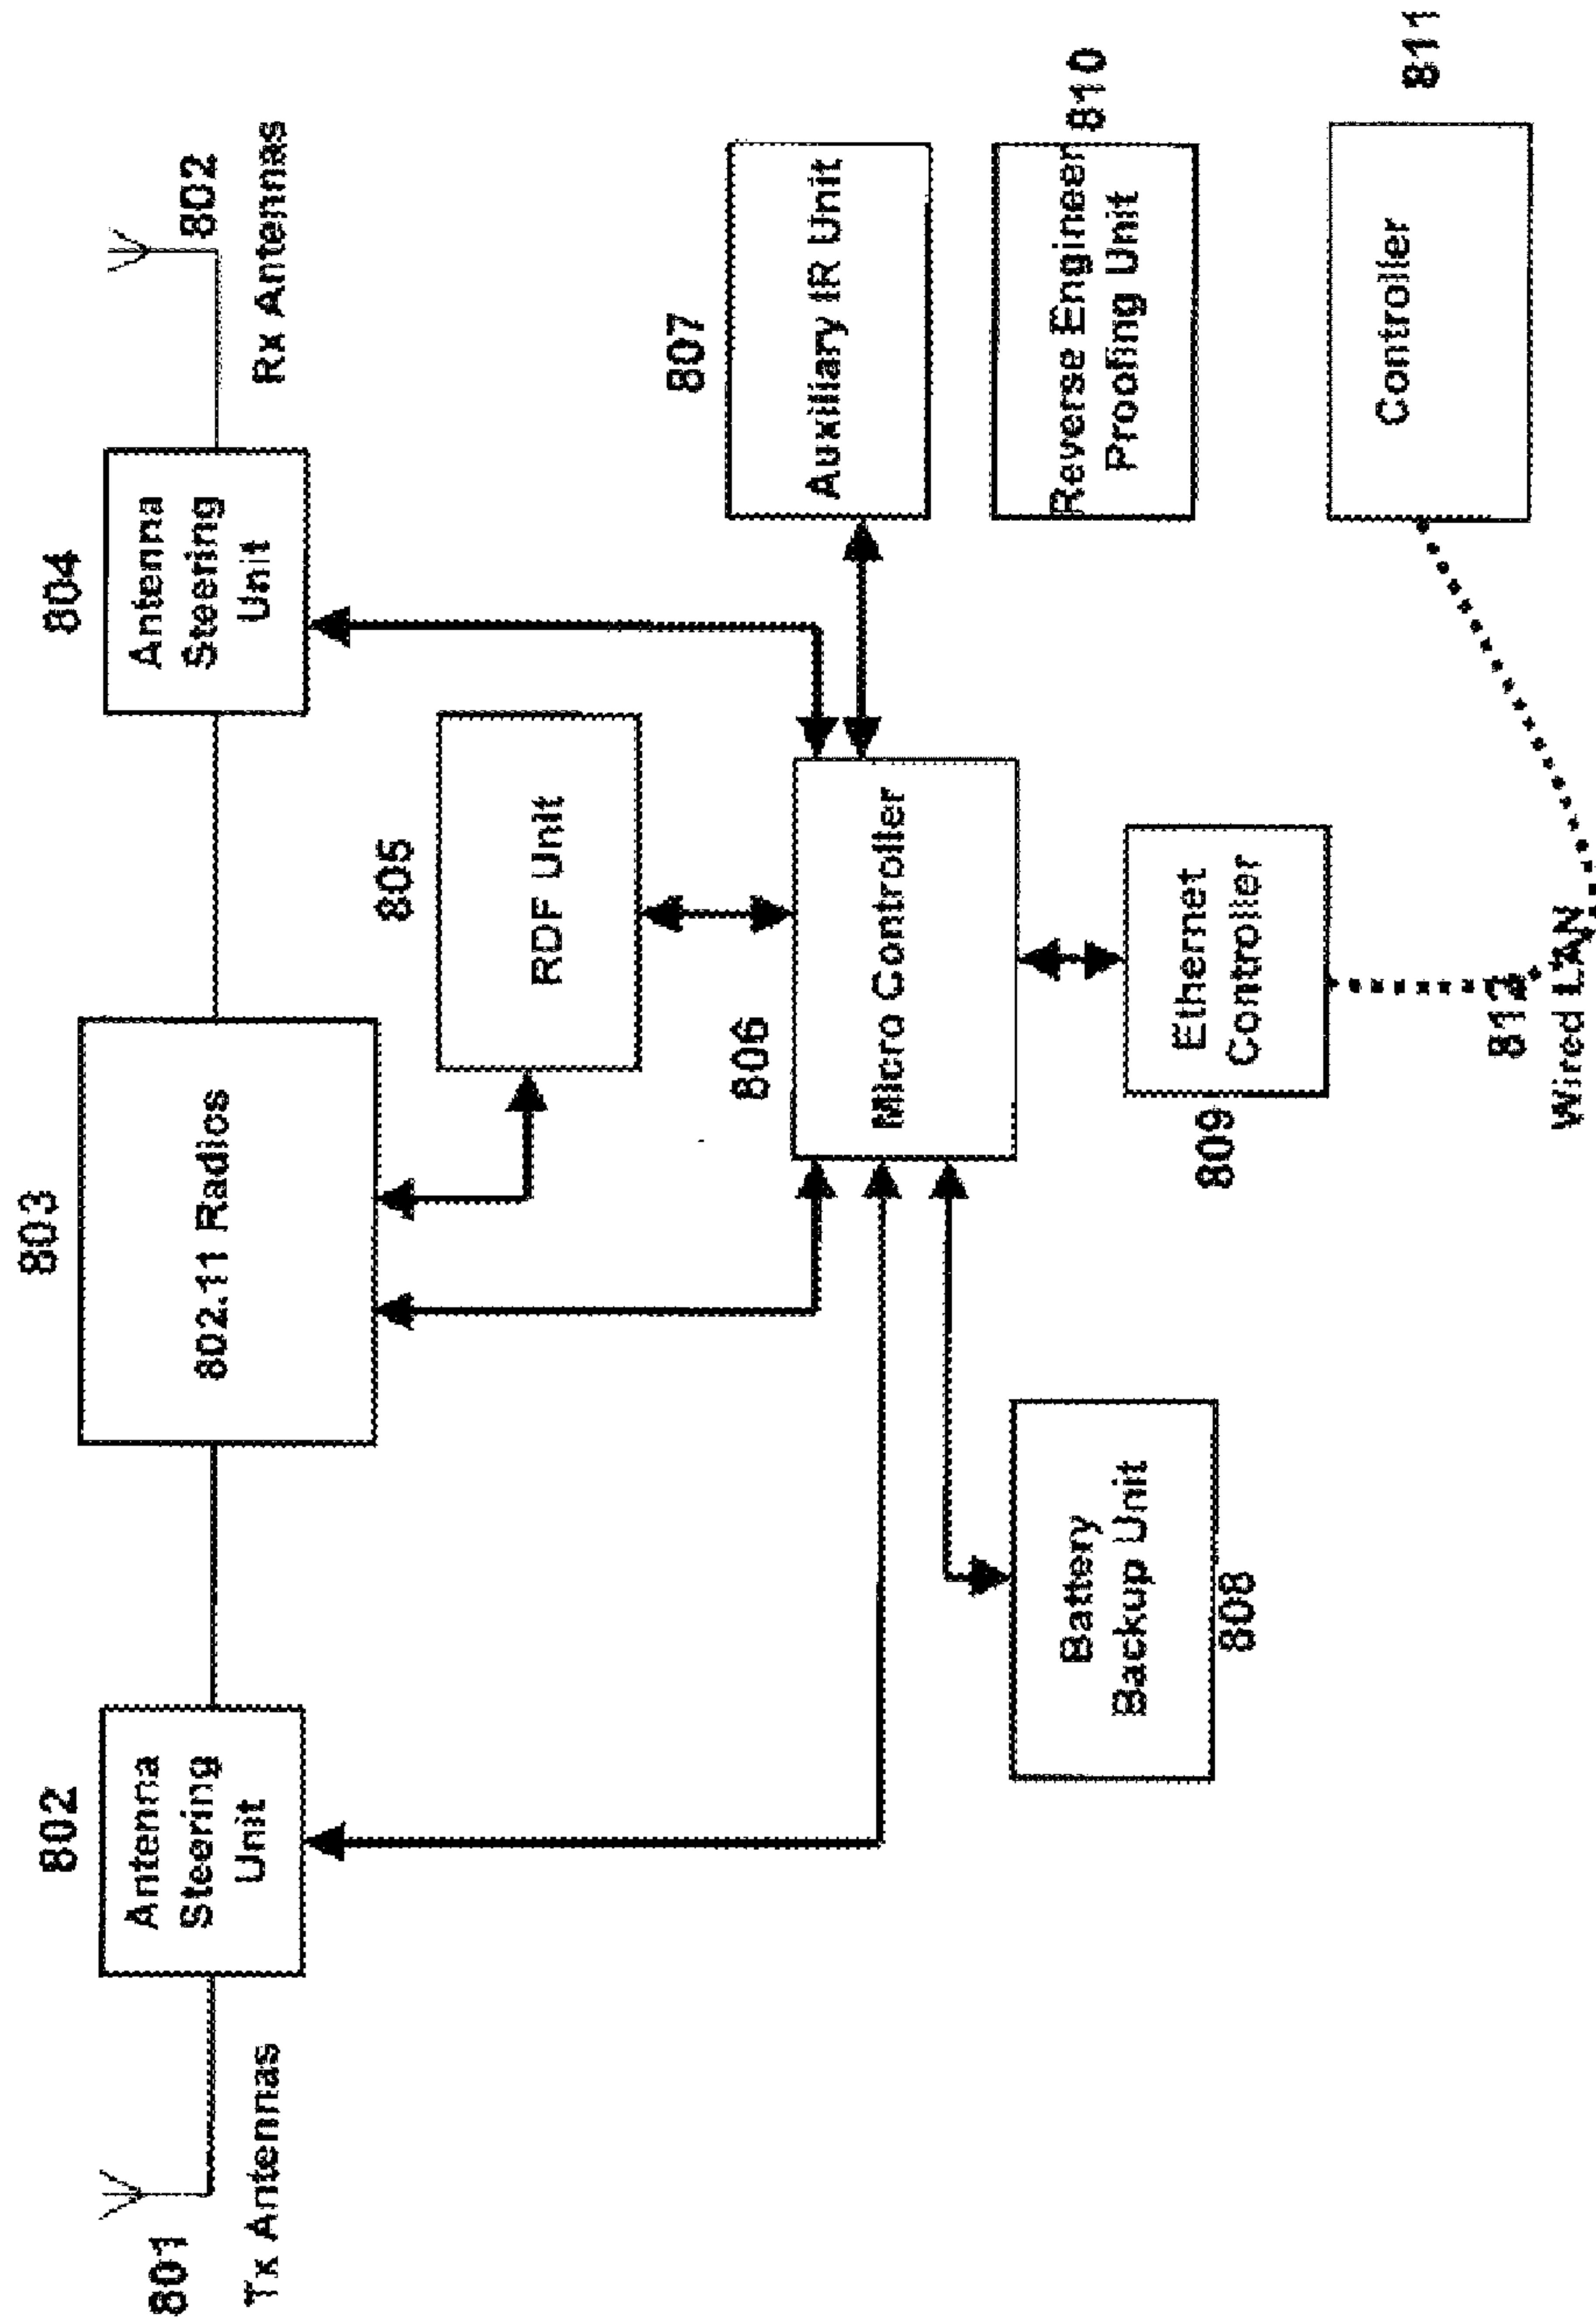 803
802
804
802
801
Antenna
Steering
Unit
802.11 Radios
Antenna
Steering
Unit
Tx Antennas
Rx Antennas
805
RDF Unit
807
806
Micro Controller
Auxiliary IR Unit
Battery
Backup Unit
808
809
Ethernet
Controller
Reverse Engineer
Proofing Unit
810
Wired LAN
Controller
811